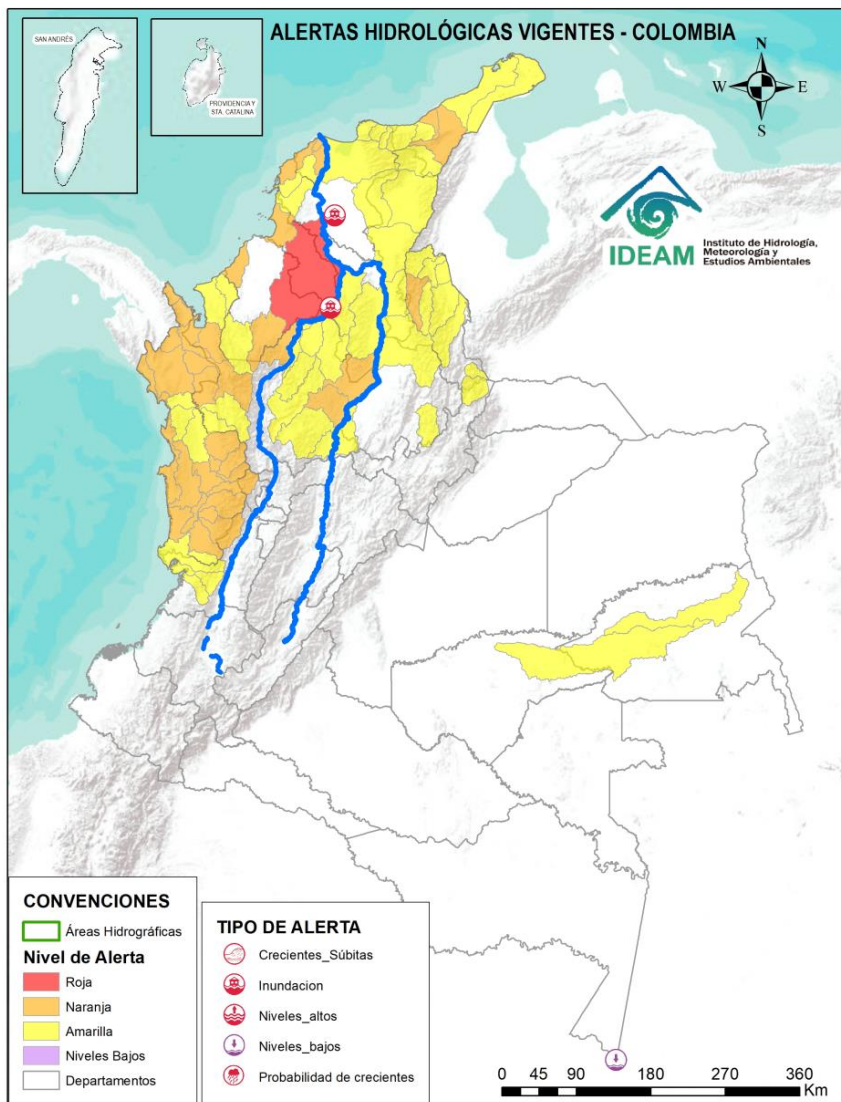 ALERTAS HIDROLÓGICAS VIGENTES - COLOMBIA
SAN ANDRÉS
PROVIDENCIA Y
STA. CATALINA
N
W
E
S
IDEAM
Instituto de Hidrología,
Meteorología y
Estudios Ambientales
CONVENCIONES
Áreas Hidrográficas
Nivel de Alerta
Roja
Naranja
Amarilla
Niveles Bajos
Departamentos
TIPO DE ALERTA
Crecientes_Súbitas
Inundacion
Niveles_altos
Niveles_bajos
Probabilidad de crecientes
0 45 90 180 270 360
Km